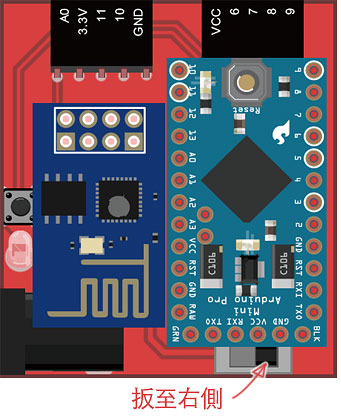 A0
3.3V
11
10
GND
VCC
6
7
8
9
Reset
10
11
12
13
A0
A1
A2
A3
VCC
RST
GND
RAW
9
8
7
6
5
4
3
2
GND
RST
RXI
TX0
C106
C106
Arduino Pro
Mini
GRN
TX0
RXI
VCC
GND
BLK
扳至右側